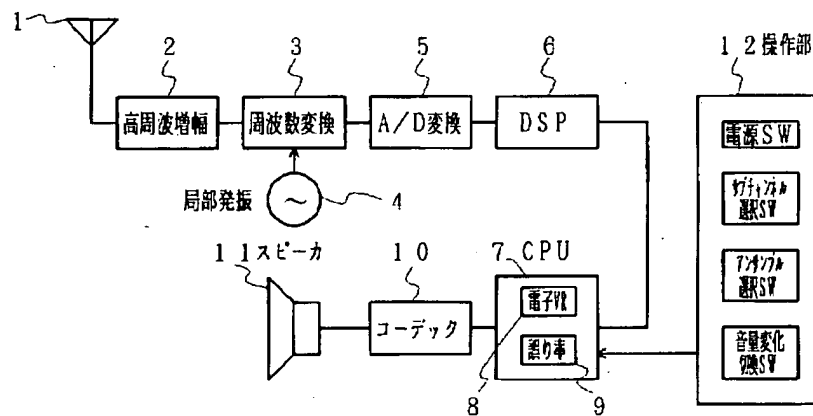 1
2
3
5
6
12操作部
高周波増幅
周波数変換
A/D変換
DSP
電源SW
サブチャンネル
選択SW
局部発振
~
4
11スピーカ
10
7 CPU
アンサンブル
選択SW
コーデック
電子VR
誤り率
音量変化
切換SW
8
9